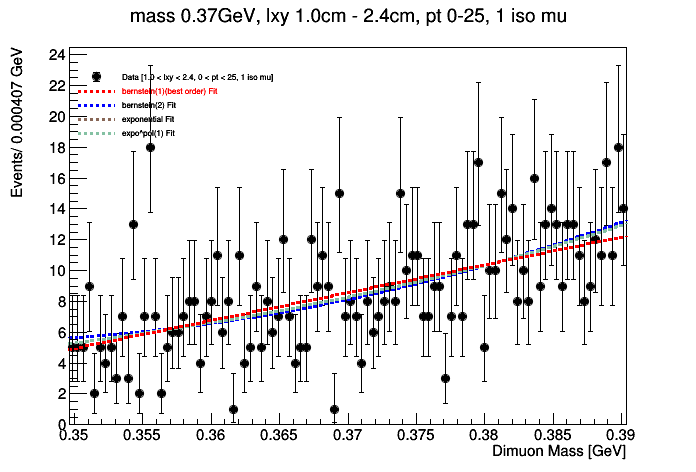 mass 0.37GeV, lxy 1.0cm - 2.4cm, pt 0-25, 1 iso mu
Events/ 0.000407 GeV
24
22
20
18
16
14
12
10
8
6
4
2
0
Data [1.0 < lxy < 2.4, 0 < pt < 25, 1 iso mu]
bernstein(1)(best order) Fit
bernstein(2) Fit
exponential Fit
expo*pol(1) Fit
0.35 0.355 0.36 0.365 0.37 0.375 0.38 0.385 0.39
Dimuon Mass [GeV]